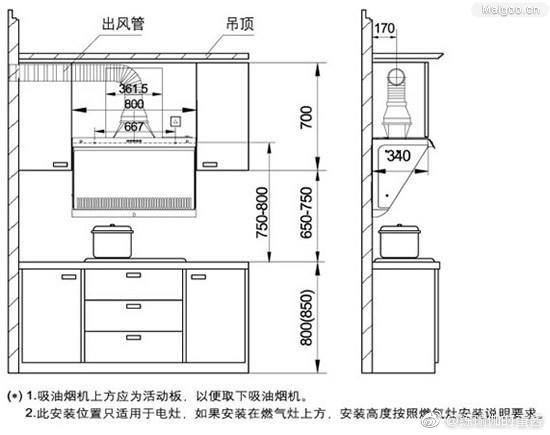 Maigoo.cn
出风管
吊顶
170
361.5
800
667
700
340
750-800
650-750
800(850)
(*) 1.吸油烟机上方应为活动板，以便取下吸油烟机。
2.此安装位置只适用于电灶，如果安装在燃气灶上方，安装高度按照燃气灶安装说明要求。